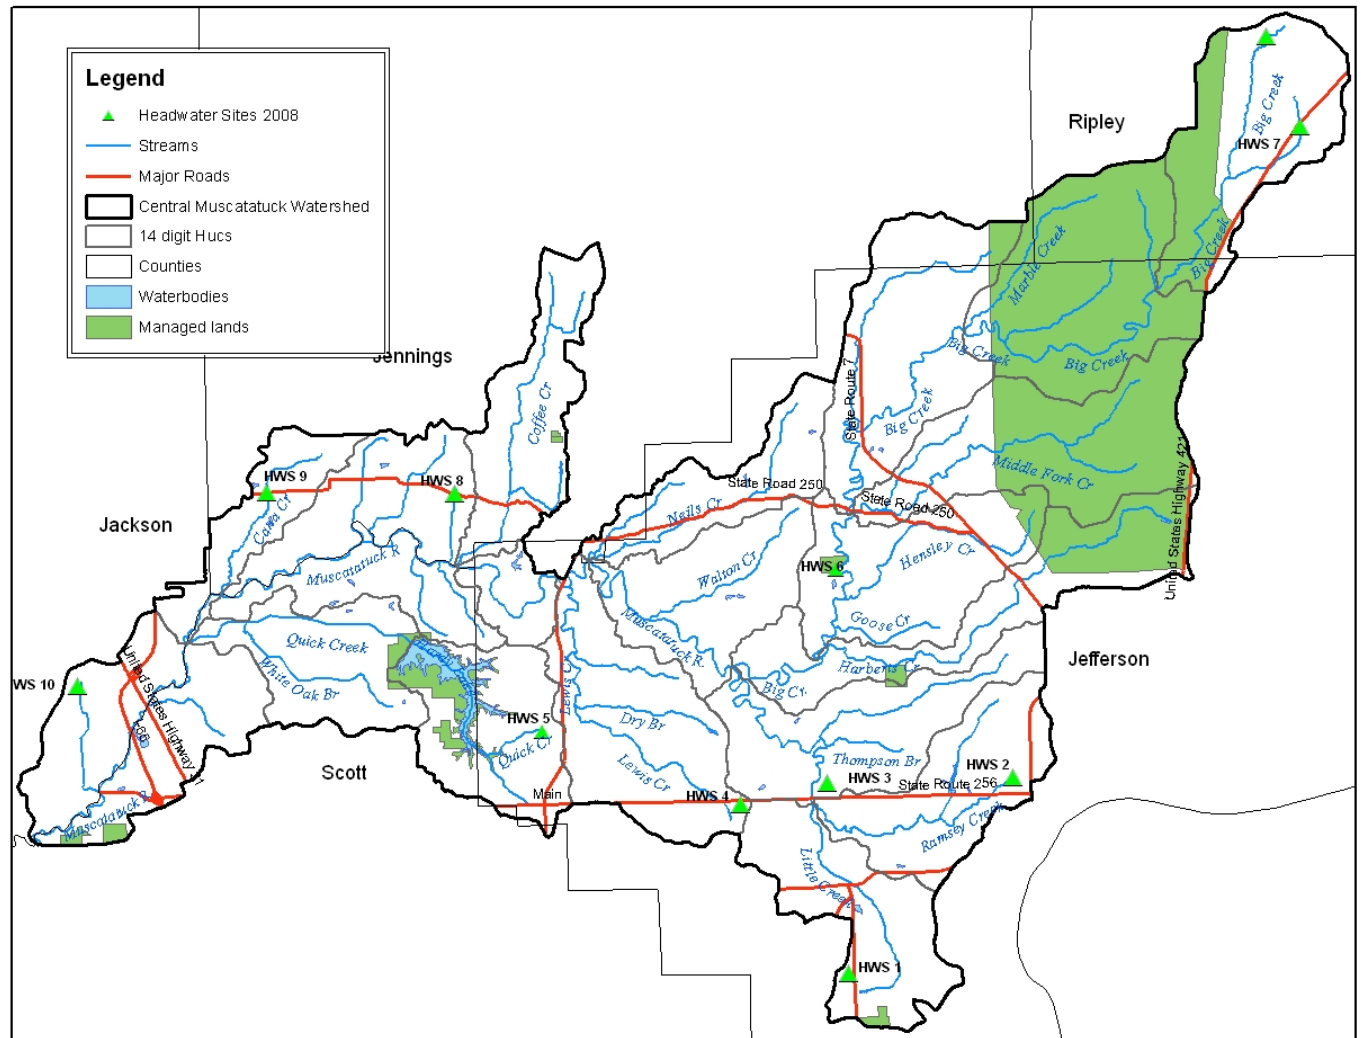 Legend
Headwater Sites 2008
Streams
Major Roads
Central Muscatatuck Watershed
14 digit Hucs
Counties
Waterbodies
Managed lands
Ripley
Big Creek
HWS 7
Big Creek
Marble Creek
Jennings
Big Creek
Big Creek
State Route 7
Coffee Cr
Big Creek
Middle Fork Cr
United States Highway 421
HWS 9
HWS 8
State Road 250
State Road 250
Neils Cr
Jackson
Muscatatuck R
Hensley Cr
Walton Cr
HWS 6
Muscatatuck R
Goose Cr
Quick Creek
Jefferson
Harberts Cr
White Oak Br
WS 10
United States Highway
I 65
Big Cr
Lewis Cr
HWS 5
Dry Br
Quick Cr
Thompson Br
Scott
Lewis Cr
HWS 3
HWS 2
State Route 256
Main
HWS 4
Muscatatuck R
Ramsey Creek
Little Creek
HWS 1